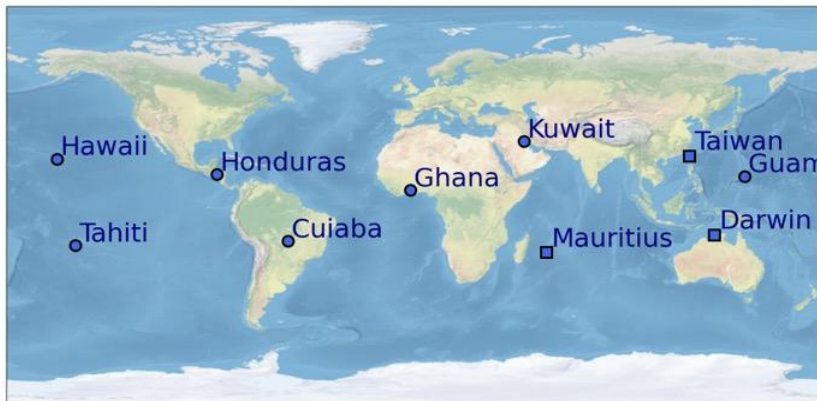 Hawaii
Honduras
Ghana
Kuwait
Taiwan
Guam
Tahiti
Cuiaba
Mauritius
Darwin